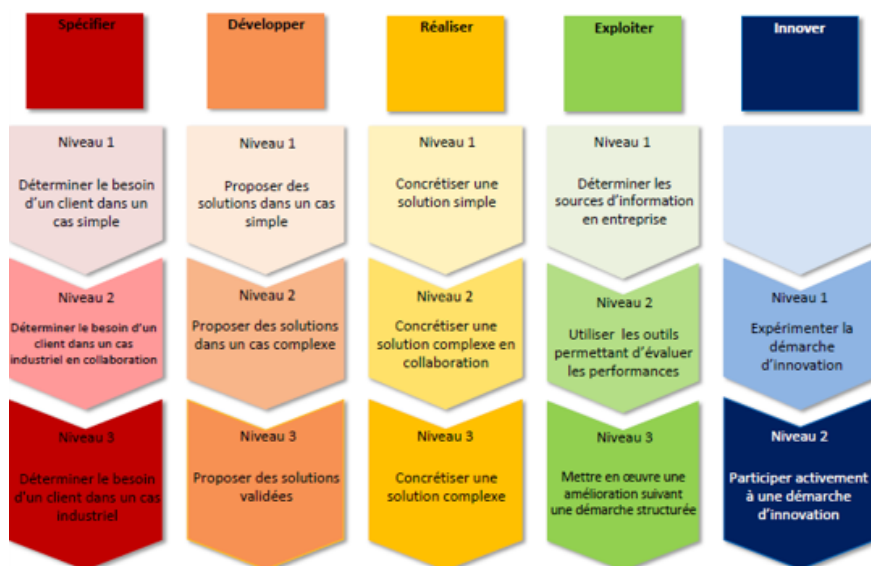 Spécifier
Développer
Réaliser
Exploiter
Innover
Niveau 1
Déterminer le besoin
d'un client dans un
cas simple
Niveau 1
Proposer des
solutions dans un cas
simple
Niveau 1
Concrétiser une
solution simple
Niveau 1
Déterminer les
sources d'information
en entreprise
Niveau 2
Déterminer le besoin d'un
client dans un cas
industriel en collaboration
Niveau 2
Proposer des solutions
dans un cas complexe
Niveau 2
Concrétiser une
solution complexe en
collaboration
Niveau 2
Utiliser les outils
permettant d'évaluer
les performances
Niveau 1
Expérimenter la
démarche
d'innovation
Niveau 3
Déterminer le besoin
d'un client dans un cas
industriel
Niveau 3
Proposer des solutions
validées
Niveau 3
Concrétiser une
solution complexe
Niveau 3
Mettre en œuvre une
amélioration suivant
une démarche structurée
Niveau 2
Participer activement
à une démarche
d'innovation